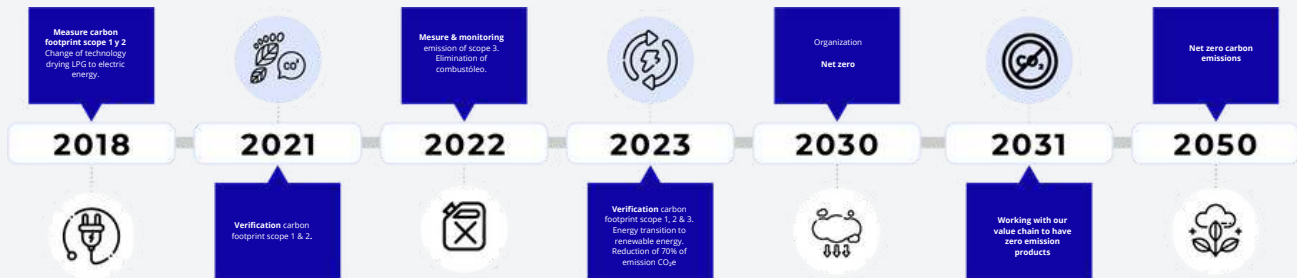 Measure carbon
footprint scope 1 y 2
Change of technology
drying LPG to electric
energy.
CO²
Mesure & monitoring
emission of scope 3.
Elimination of
combustóleo.
Organization
Net zero
CO₂
Net zero carbon
emissions
2018
2021
2022
2023
2030
2031
2050
Verification carbon
footprint scope 1 & 2.
Verification carbon
footprint scope 1, 2 & 3.
Energy transition to
renewable energy.
Reduction of 70% of
emission CO₂e
Working with our
value chain to have
zero emission
products